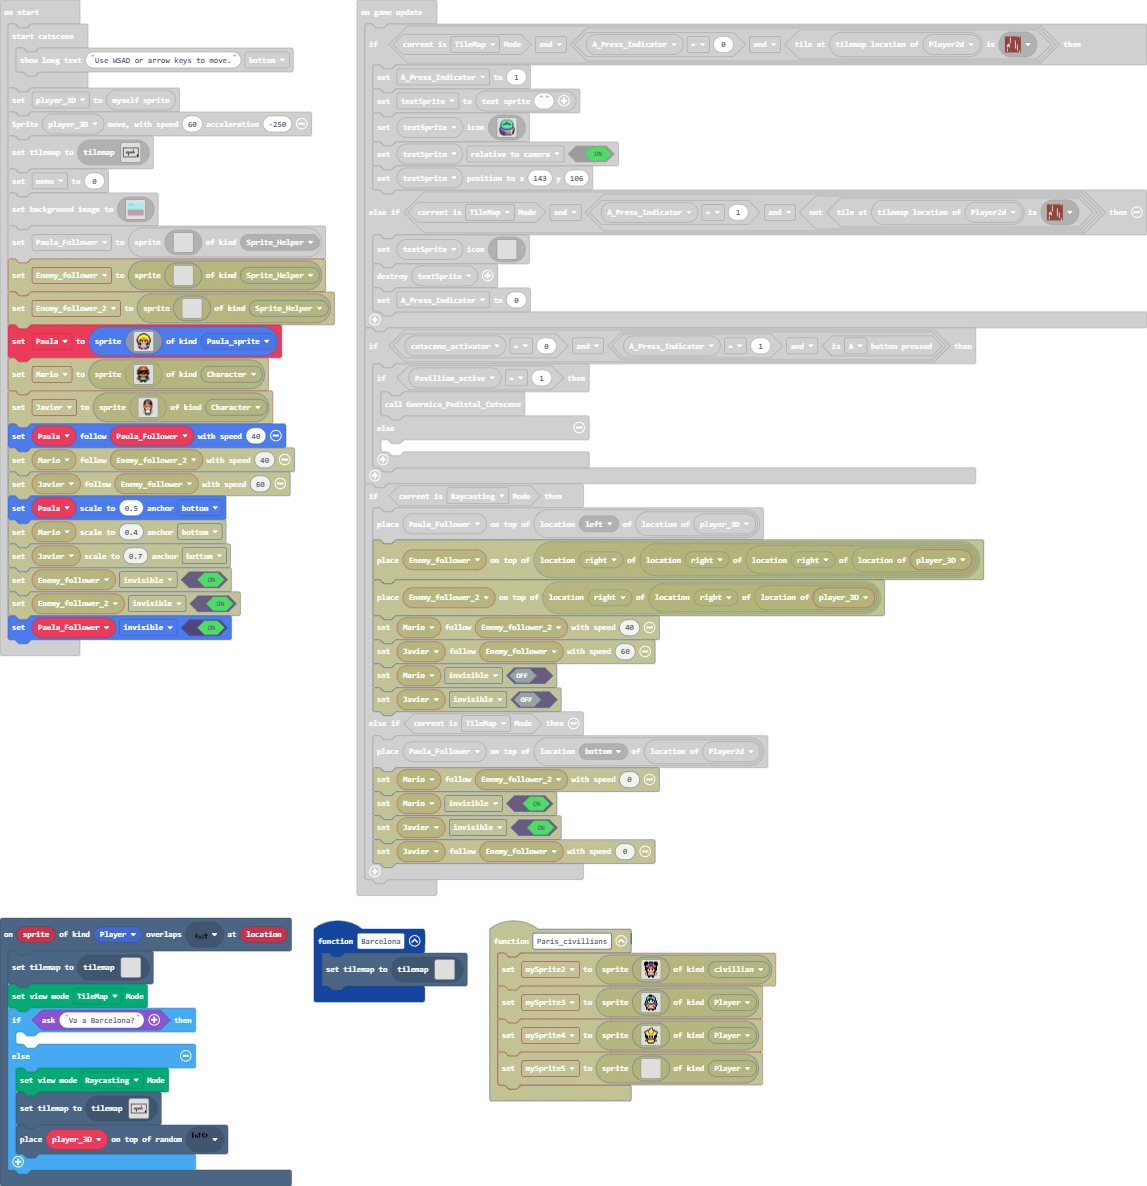 on start
start cutscene
show long text "Use WSAD or arrow keys to move." bottom
set player_3D to myself sprite
Sprite player_3D move, with speed 60 acceleration -250
set tilemap to tilemap
set menu to 0
set background image to
set Paula_Follower to sprite of kind Sprite_Helper
set Enemy_follower to sprite of kind Sprite_Helper
set Enemy_follower_2 to sprite of kind Sprite_Helper
set Paula to sprite of kind Paula_sprite
set Mario to sprite of kind Character
set Javier to sprite of kind Character
set Paula follow Paula_Follower with speed 40
set Mario follow Enemy_follower_2 with speed 40
set Javier follow Enemy_follower with speed 60
set Paula scale to 0.5 anchor bottom
set Mario scale to 0.4 anchor bottom
set Javier scale to 0.7 anchor bottom
set Enemy_follower invisible ON
set Enemy_follower_2 invisible ON
set Paula_Follower invisible ON
on game update
if current is TileMap Mode and A_Press_Indicator = 0 and tile at tilemap location of Player2d is then
set A_Press_Indicator to 1
set textSprite to text sprite " "
set textSprite icon
set textSprite relative to camera ON
set textSprite position to x 143 y 106
else if current is TileMap Mode and A_Press_Indicator = 1 and not tile at tilemap location of Player2d is then
set textSprite icon
destroy textSprite
set A_Press_Indicator to 0
if cutscene_activator = 0 and A_Press_Indicator = 1 and is A button pressed then
if Povillion_active = 1 then
call Guernica_Pedistal_Cutscene
else
if current is Raycasting Mode then
place Paula_Follower on top of location left of location of player_3D
place Enemy_follower on top of location right of location right of location right of location of player_3D
place Enemy_follower_2 on top of location right of location right of location of player_3D
set Mario follow Enemy_follower_2 with speed 40
set Javier follow Enemy_follower with speed 60
set Mario invisible OFF
set Javier invisible OFF
else if current is TileMap Mode then
place Paula_Follower on top of location bottom of location of Player2d
set Mario follow Enemy_follower_2 with speed 0
set Mario invisible ON
set Javier invisible ON
set Javier follow Enemy_follower with speed 0
on sprite of kind Player overlaps at location
set tilemap to tilemap
set view mode TileMap Mode
if ask "Va a Barcelona?" then
else
set view mode Raycasting Mode
set tilemap to tilemap
place player_3D on top of random
function Barcelona
set tilemap to tilemap
function Paris_civillians
set mySprite2 to sprite of kind civillian
set mySprite3 to sprite of kind Player
set mySprite4 to sprite of kind Player
set mySprite5 to sprite of kind Player